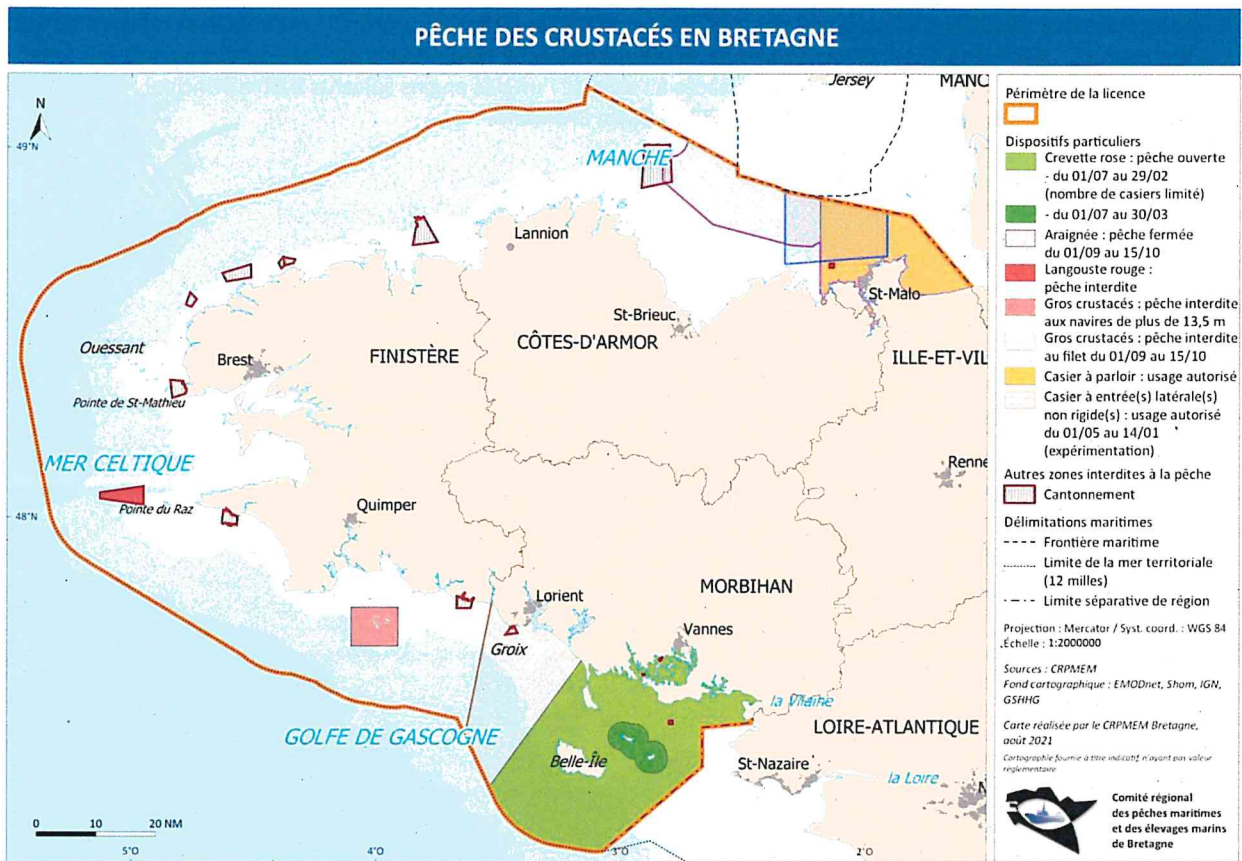 PÊCHE DES CRUSTACÉS EN BRETAGNE
Jersey
MANC
N
49°N
MANCHE
Lannion
St-Malo
St-Brieuc
CÔTES-D'ARMOR
Ouessant
Brest
FINISTÈRE
ILLE-ET-VIL
Pointe de St-Mathieu
MER CELTIQUE
Renne
Pointe du Raz
Quimper
48°N
MORBIHAN
Lorient
Vannes
Groix
la Vilaine
LOIRE-ATLANTIQUE
GOLFE DE GASCOGNE
Belle-Île
St-Nazaire
la Loire
N
0 10 20 NM
5°O
4°O
3°O
2°O
Périmètre de la licence
Dispositifs particuliers
Crevette rose : pêche ouverte
- du 01/07 au 29/02
(nombre de casiers limité)
- du 01/07 au 30/03
Araignée : pêche fermée
du 01/09 au 15/10
Langouste rouge :
pêche interdite
Gros crustacés : pêche interdite
aux navires de plus de 13,5 m
Gros crustacés : pêche interdite
au filet du 01/09 au 15/10
Casier à parloir : usage autorisé
Casier à entrée(s) latérale(s)
non rigide(s) : usage autorisé
du 01/05 au 14/01
(expérimentation)
Autres zones interdites à la pêche
Cantonnement
Délimitations maritimes
Frontière maritime
Limite de la mer territoriale
(12 milles)
Limite séparative de région
Projection : Mercator / Syst. coord. : WGS 84
Échelle : 1:2000000
Sources : CRPMEM
Fond cartographique : EMODnet, Shom, IGN,
GSHHG
Carte réalisée par le CRPMEM Bretagne,
août 2021
Cartographie fournie à titre indicatif, n'ayant pas valeur
réglementaire
Comité régional
des pêches maritimes
et des élevages marins
de Bretagne